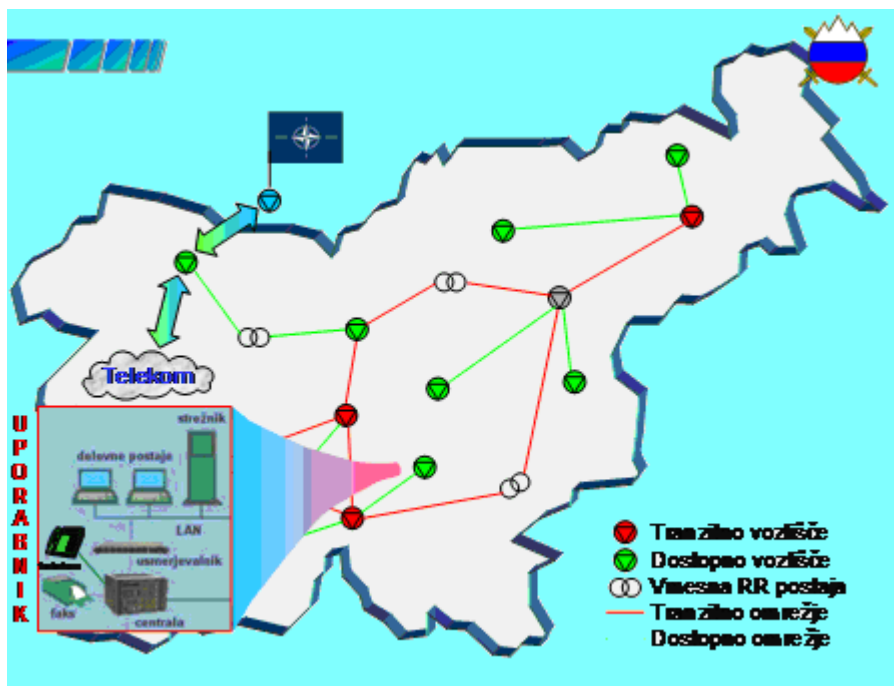 Telekom
UPORABNIK
strežnik
delovne postaje
LAN
usmerjevalnik
faks
centrala
Tranzitno vozlišče
Dostopno vozlišče
Vmesna RR postaja
Tranzitno omrežje
Dostopno omrežje